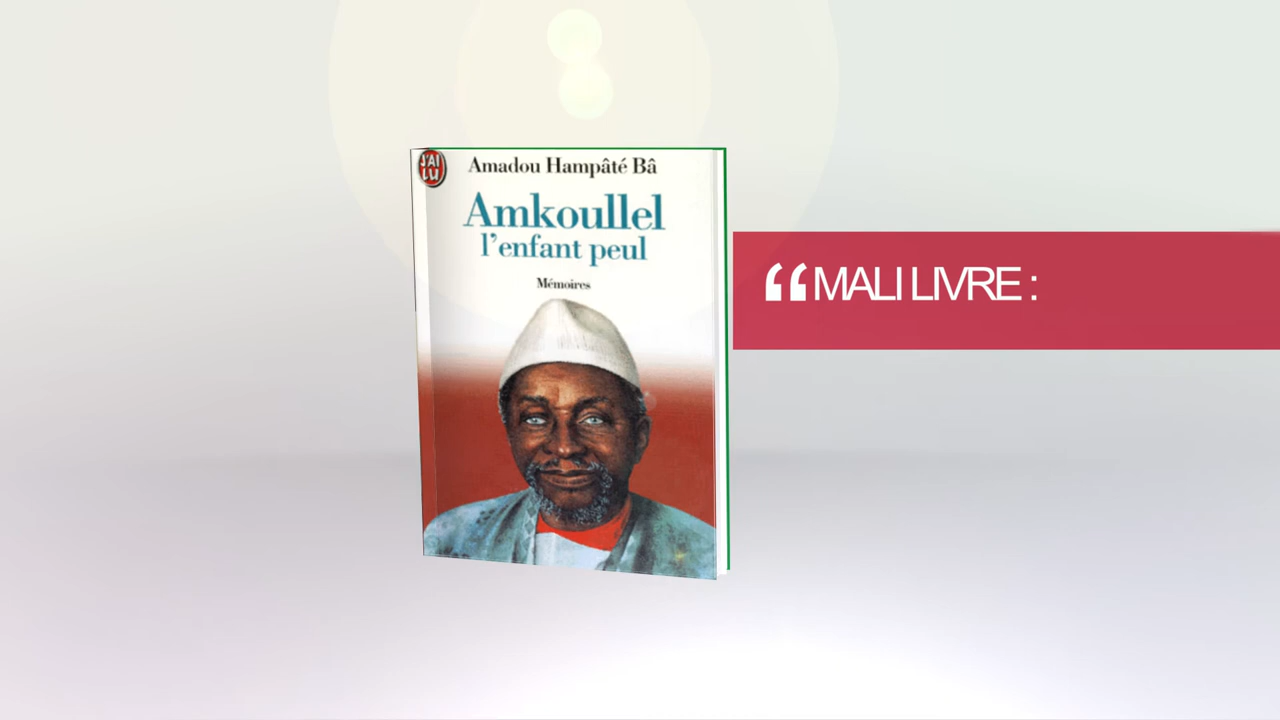 J'AI
LU
Amadou Hampâté Bâ
Amkoullel
l'enfant peul
Mémoires
“MALI LIVRE :